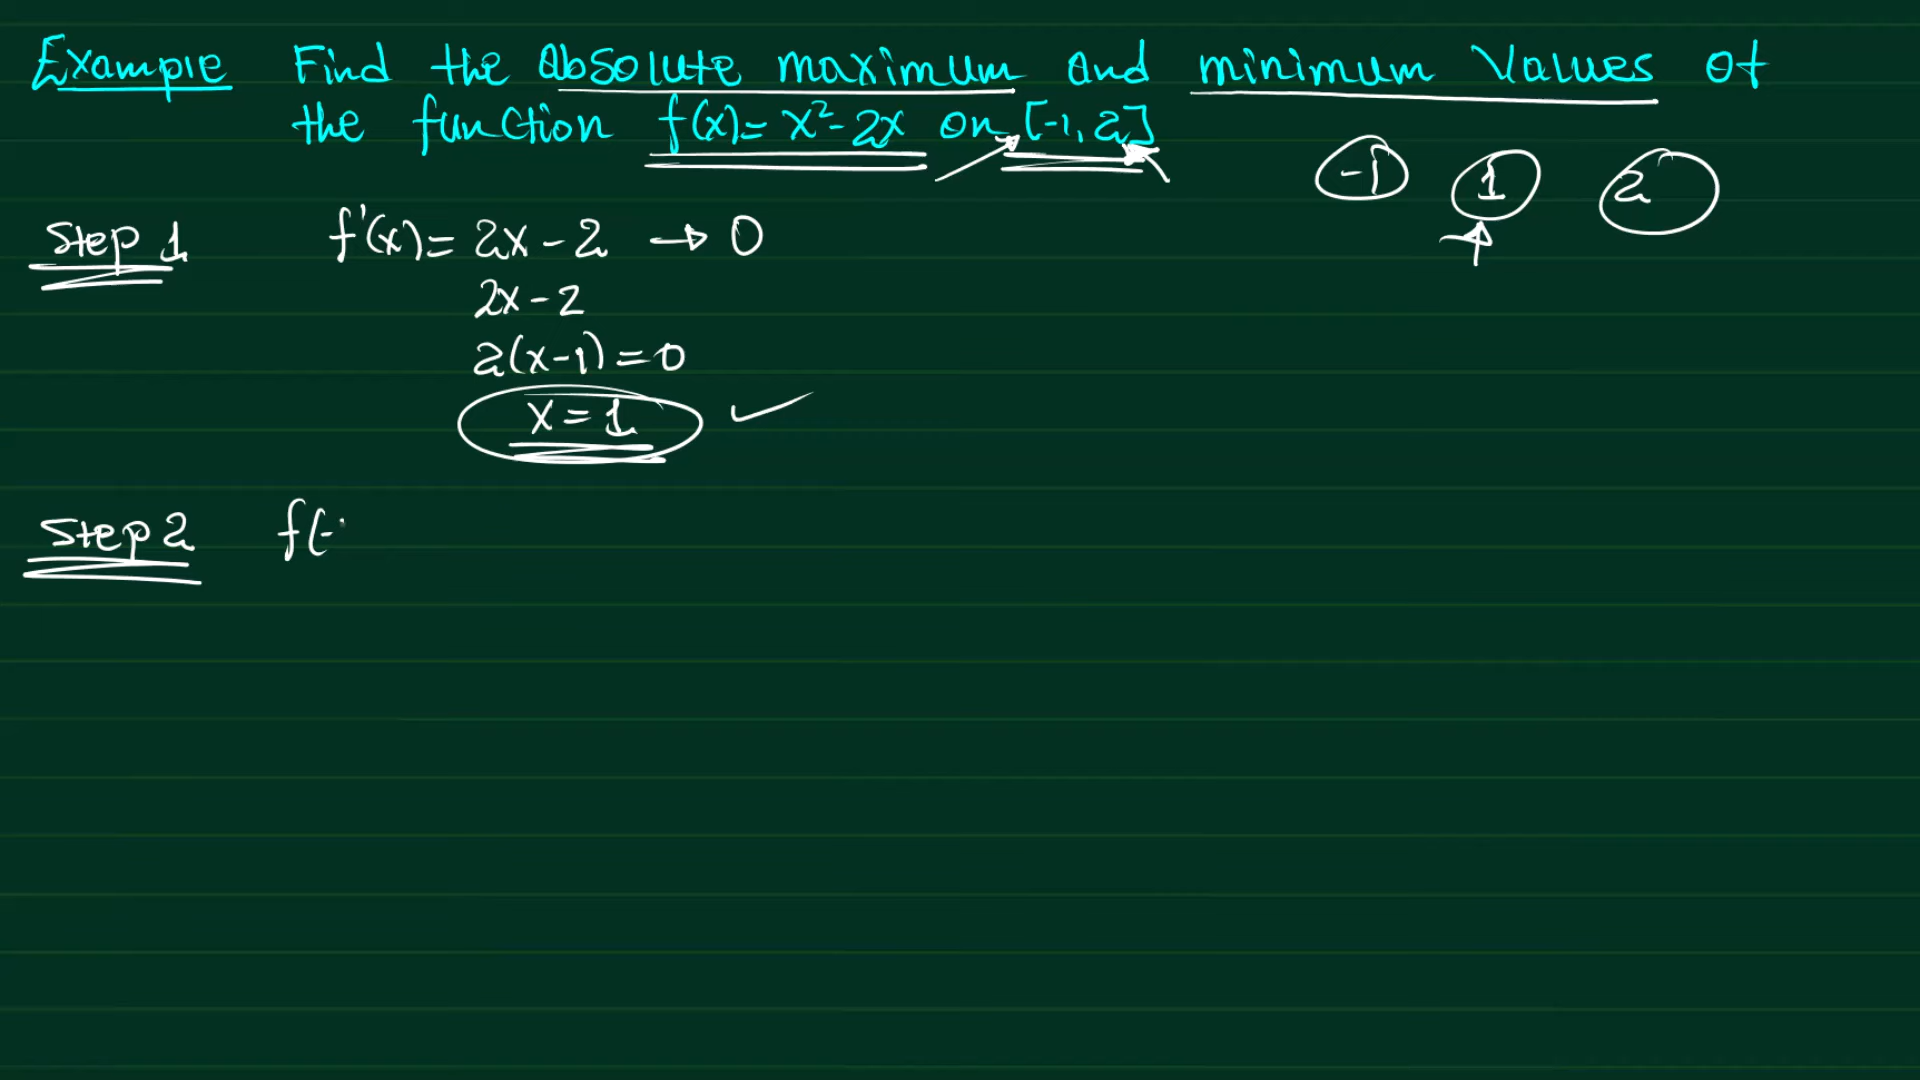 Example Find the absolute maximum and minimum values of
the function f(x)= x²-2x on [-1,2]
-1 1 2
Step 1 f'(x)= 2x-2 → 0
2x-2
2(x-1)=0
x=1 ✓
Step 2 f(-